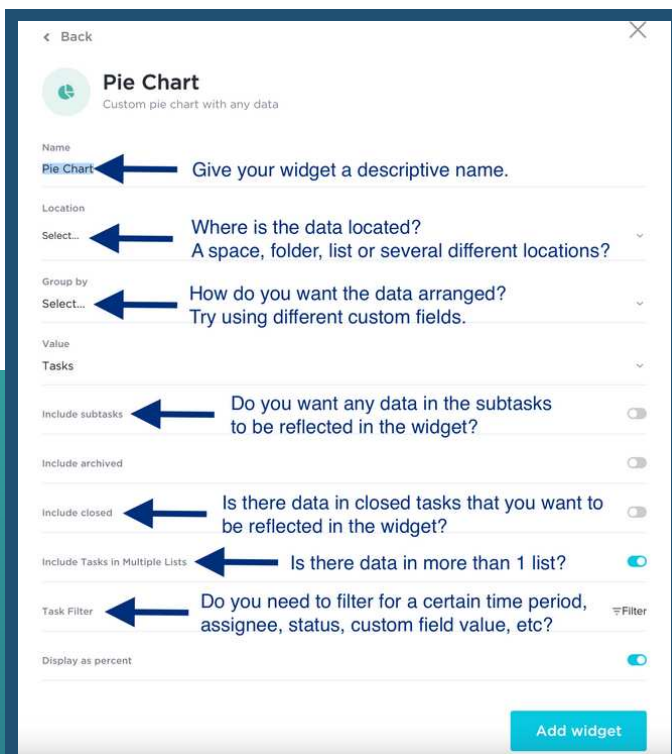 Back
Pie Chart
Custom pie chart with any data
Name
Pie Chart
Give your widget a descriptive name.
Location
Select...
Where is the data located?
A space, folder, list or several different locations?
Group by
Select...
How do you want the data arranged?
Try using different custom fields.
Value
Tasks
Include subtasks
Do you want any data in the subtasks
to be reflected in the widget?
Include archived
Include closed
Is there data in closed tasks that you want to
be reflected in the widget?
Include Tasks in Multiple Lists
Is there data in more than 1 list?
Task Filter
Do you need to filter for a certain time period,
assignee, status, custom field value, etc?
Filter
Display as percent
Add widget